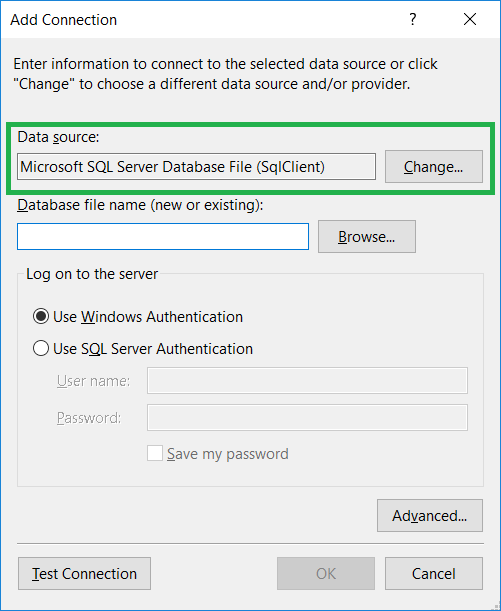 Add Connection
?
Enter information to connect to the selected data source or click
"Change" to choose a different data source and/or provider.
Data source:
Microsoft SQL Server Database File (SqlClient)
Change...
Database file name (new or existing):
Browse...
Log on to the server
Use Windows Authentication
Use SQL Server Authentication
User name:
Password:
Save my password
Advanced...
Test Connection
OK
Cancel